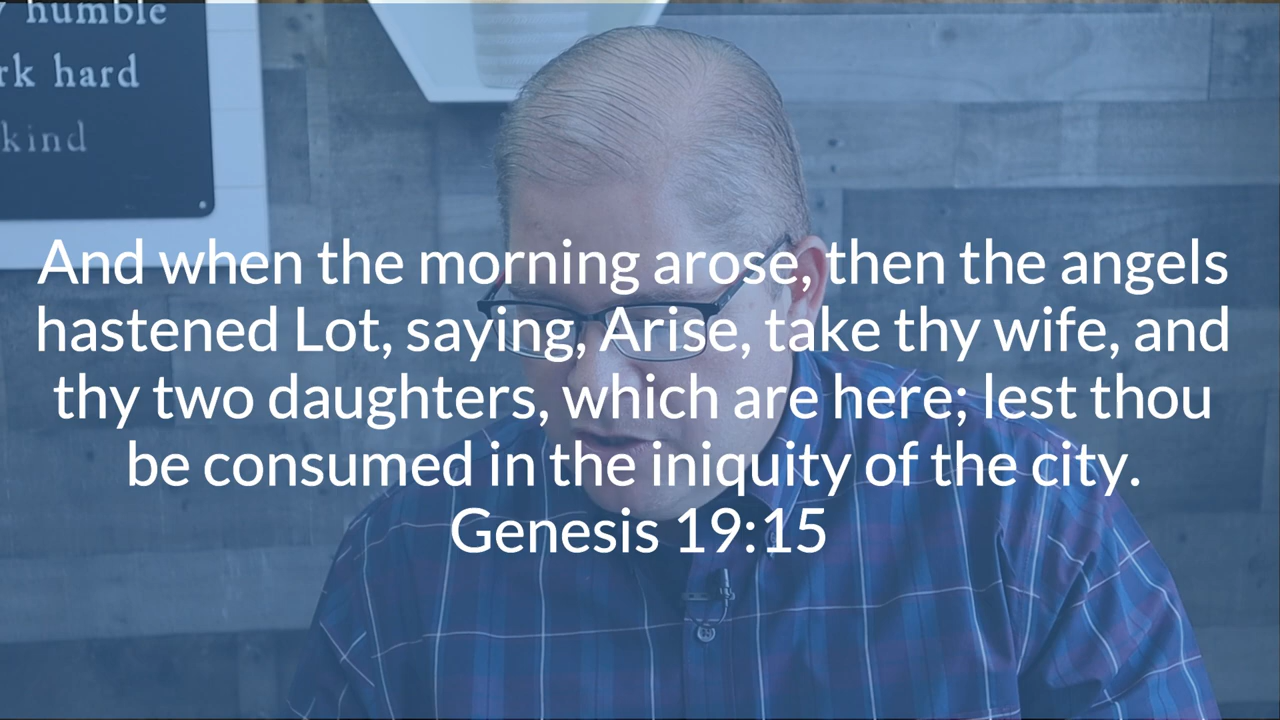 humble
rk hard
kind
And when the morning arose, then the angels
hastened Lot, saying, Arise, take thy wife, and
thy two daughters, which are here; lest thou
be consumed in the iniquity of the city.
Genesis 19:15